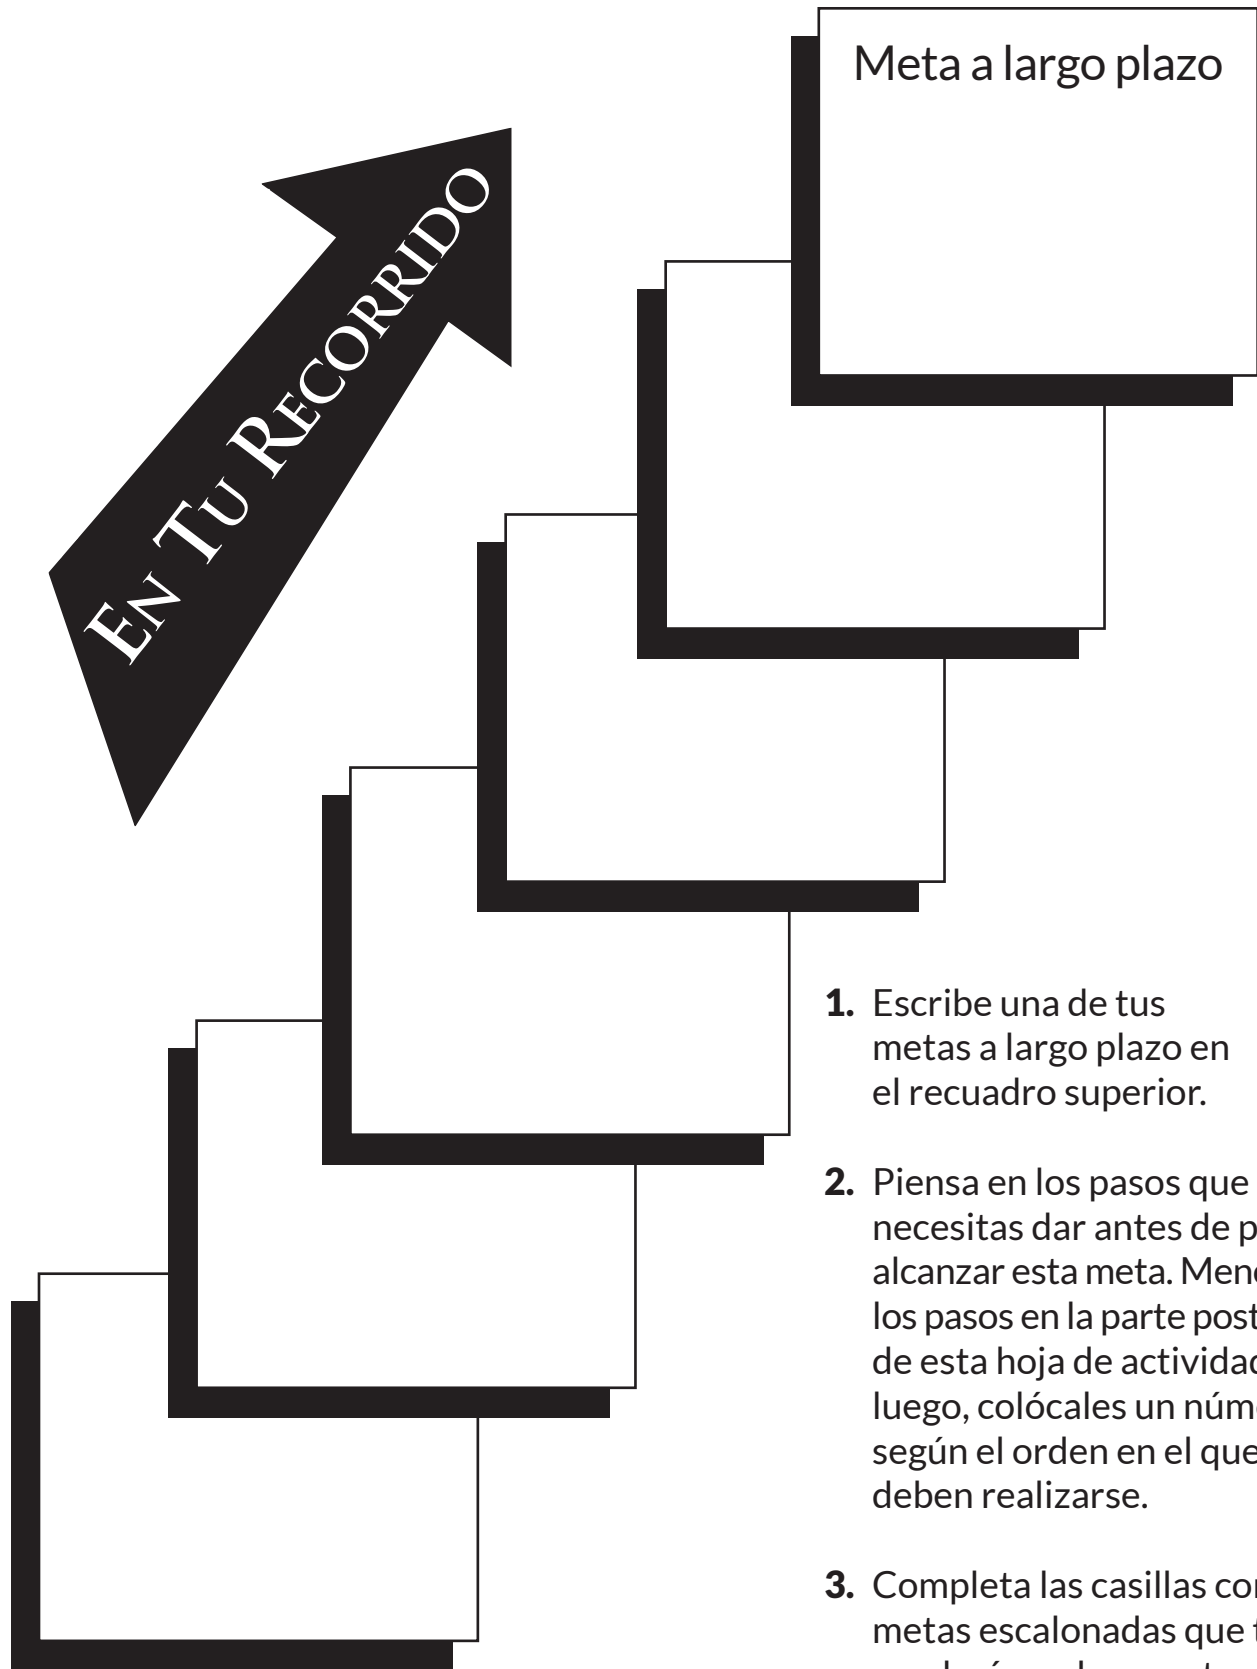 Meta a largo plazo
EN TU RECORRIDO
1. Escribe una de tus
metas a largo plazo en
el recuadro superior.
2. Piensa en los pasos que
necesitas dar antes de
alcanzar esta meta.
los pasos en la parte
de esta hoja de
luego, colócales un
según el orden en el que
deben realizarse.
3. Completa las casillas
metas escalonadas que